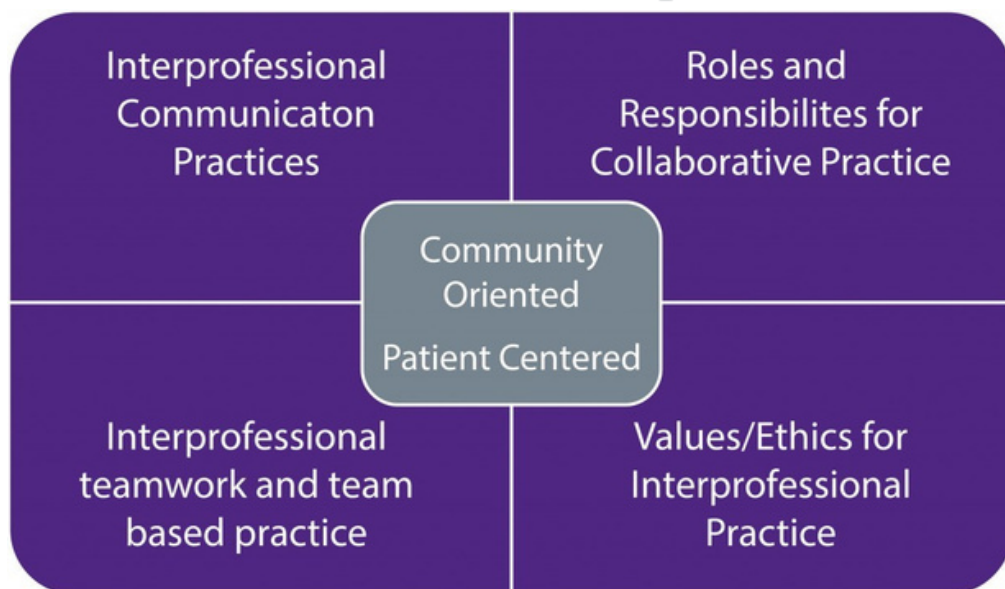 Interprofessional
Communicaton
Practices
Roles and
Responsibilites for
Collaborative Practice
Community
Oriented
Patient Centered
Interprofessional
teamwork and team
based practice
Values/Ethics for
Interprofessional
Practice